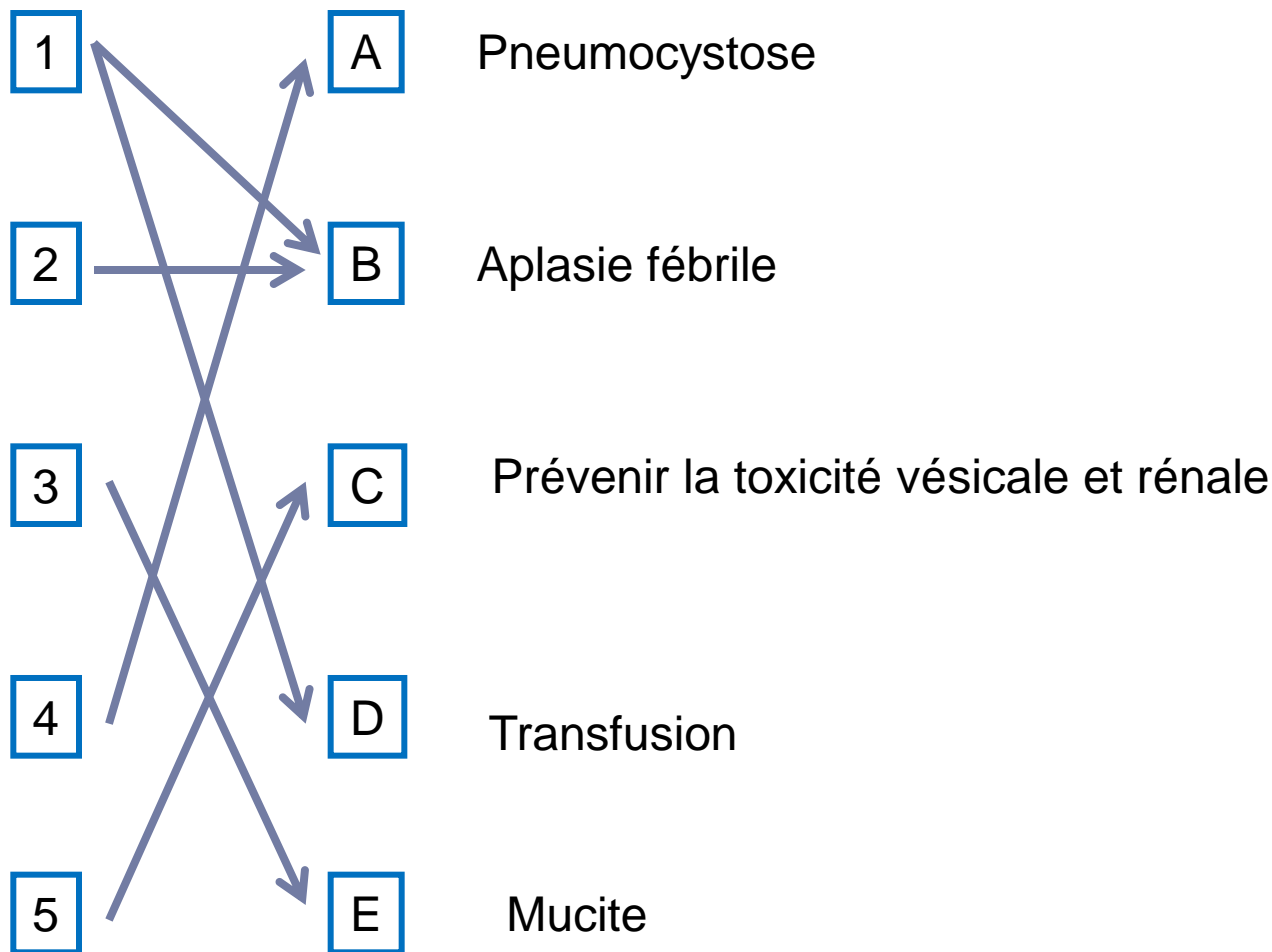 1 A Pneumocystose
2 B Aplasie fébrile
3 C Prévenir la toxicité vésicale et rénale
4 D Transfusion
5 E Mucite